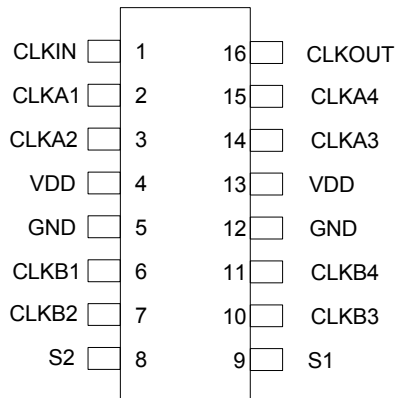 CLKIN 1 16 CLKOUT
CLKA1 2 15 CLKA4
CLKA2 3 14 CLKA3
VDD 4 13 VDD
GND 5 12 GND
CLKB1 6 11 CLKB4
CLKB2 7 10 CLKB3
S2 8 9 S1